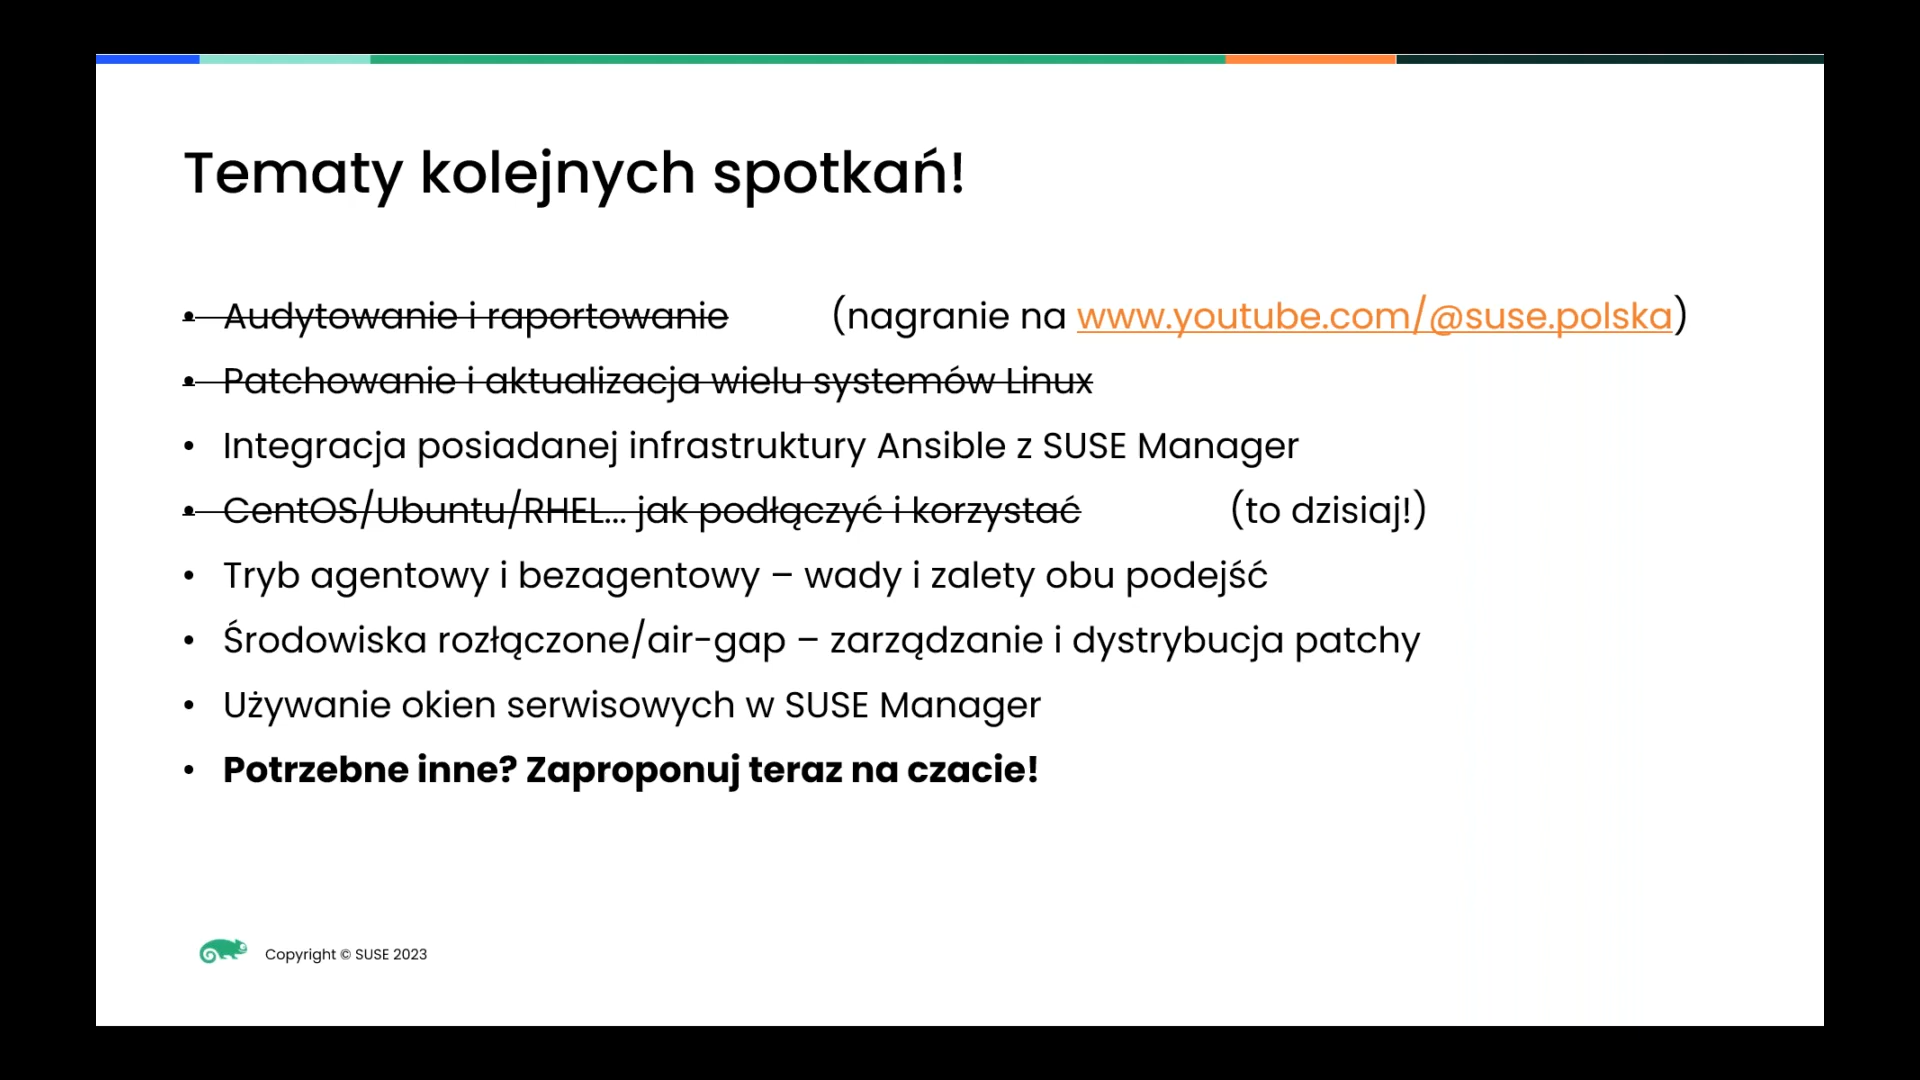 Tematy kolejnych spotkań!
• Audytowanie i raportowanie (nagranie na www.youtube.com/@suse.polska)
• Patchowanie i aktualizacja wielu systemów Linux
• Integracja posiadanej infrastruktury Ansible z SUSE Manager
• CentOS/Ubuntu/RHEL... jak podłączyć i korzystać (to dzisiaj!)
• Tryb agentowy i bezagentowy – wady i zalety obu podejść
• Środowiska rozłączone/air-gap – zarządzanie i dystrybucja patchy
• Używanie okien serwisowych w SUSE Manager
• Potrzebne inne? Zaproponuj teraz na czacie!
Copyright © SUSE 2023